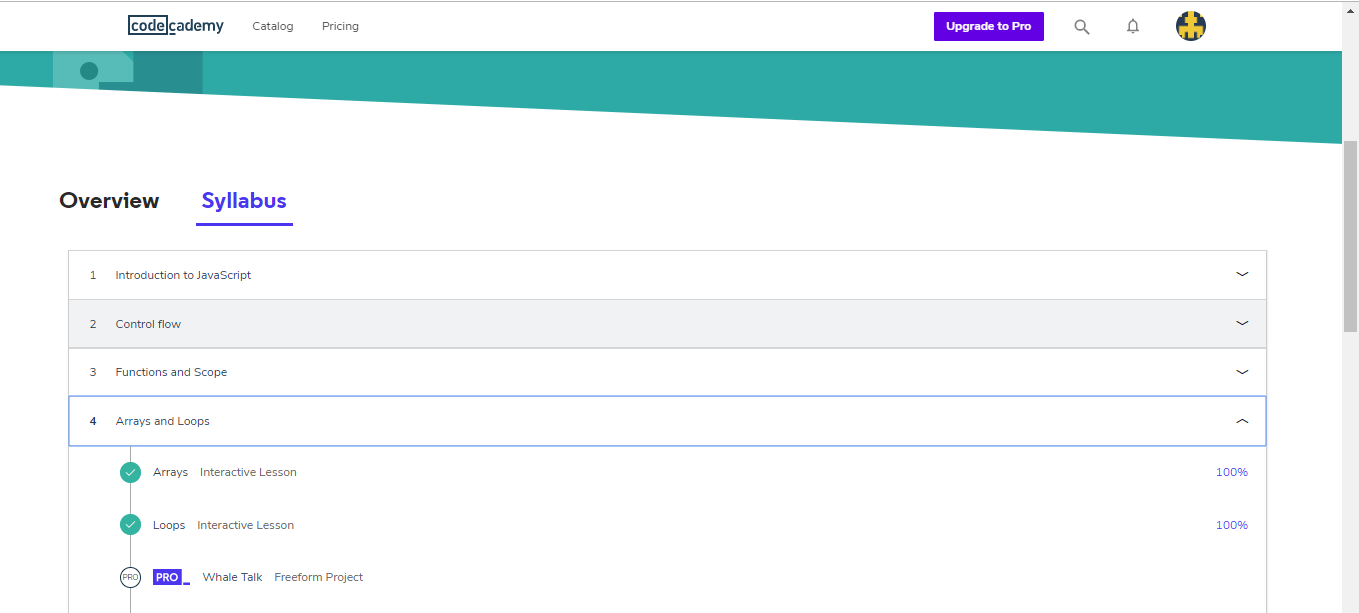 codecademy Catalog Pricing Upgrade to Pro
Overview Syllabus
1 Introduction to JavaScript
2 Control flow
3 Functions and Scope
4 Arrays and Loops
Arrays Interactive Lesson 100%
Loops Interactive Lesson 100%
PRO PRO_ Whale Talk Freeform Project